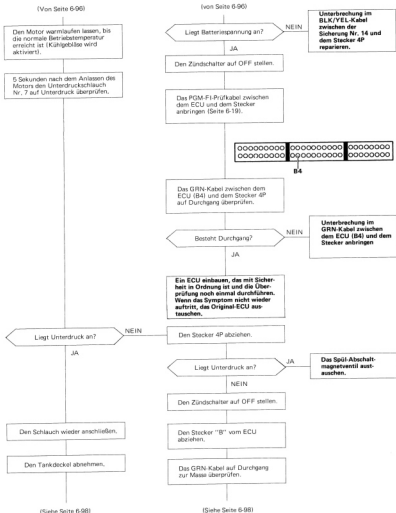 (Von Seite 6-96)
Den Motor warmlaufen lassen, bis
die normale Betriebstemperatur
erreicht ist (Kühlgebläse wird
aktiviert).
5 Sekunden nach dem Anlassen des
Motors den Unterdruckschlauch
Nr. 7 auf Unterdruck überprüfen.
Liegt Unterdruck an?
NEIN
JA
Den Schlauch wieder anschließen.
Den Tankdeckel abnehmen.
(Siehe Seite 6-98)
(von Seite 6-96)
Liegt Batteriespannung an?
NEIN
Unterbrechung im
BLK/YEL-Kabel
zwischen der
Sicherung Nr. 14 und
dem Stecker 4P
reparieren.
JA
Den Zündschalter auf OFF stellen.
Das PGM-FI-Prüfkabel zwischen
dem ECU und dem Stecker
anbringen (Seite 6-19).
B4
Das GRN-Kabel zwischen dem
ECU (B4) und dem Stecker 4P
auf Durchgang überprüfen.
Besteht Durchgang?
NEIN
Unterbrechung im
GRN-Kabel zwischen
dem ECU (B4) und dem
Stecker anbringen
JA
Ein ECU einbauen, das mit Sicher-
heit in Ordnung ist und die Über-
prüfung noch einmal durchführen.
Wenn das Symptom nicht wieder
auftritt, das Original-ECU aus-
tauschen.
Den Stecker 4P abziehen.
Liegt Unterdruck an?
JA
Das Spül-Abschalt-
magnetventil aust-
auschen.
NEIN
Den Zündschalter auf OFF stellen.
Den Stecker "B" vom ECU
abziehen.
Das GRN-Kabel auf Durchgang
zur Masse überprüfen.
(Siehe Seite 6-98)